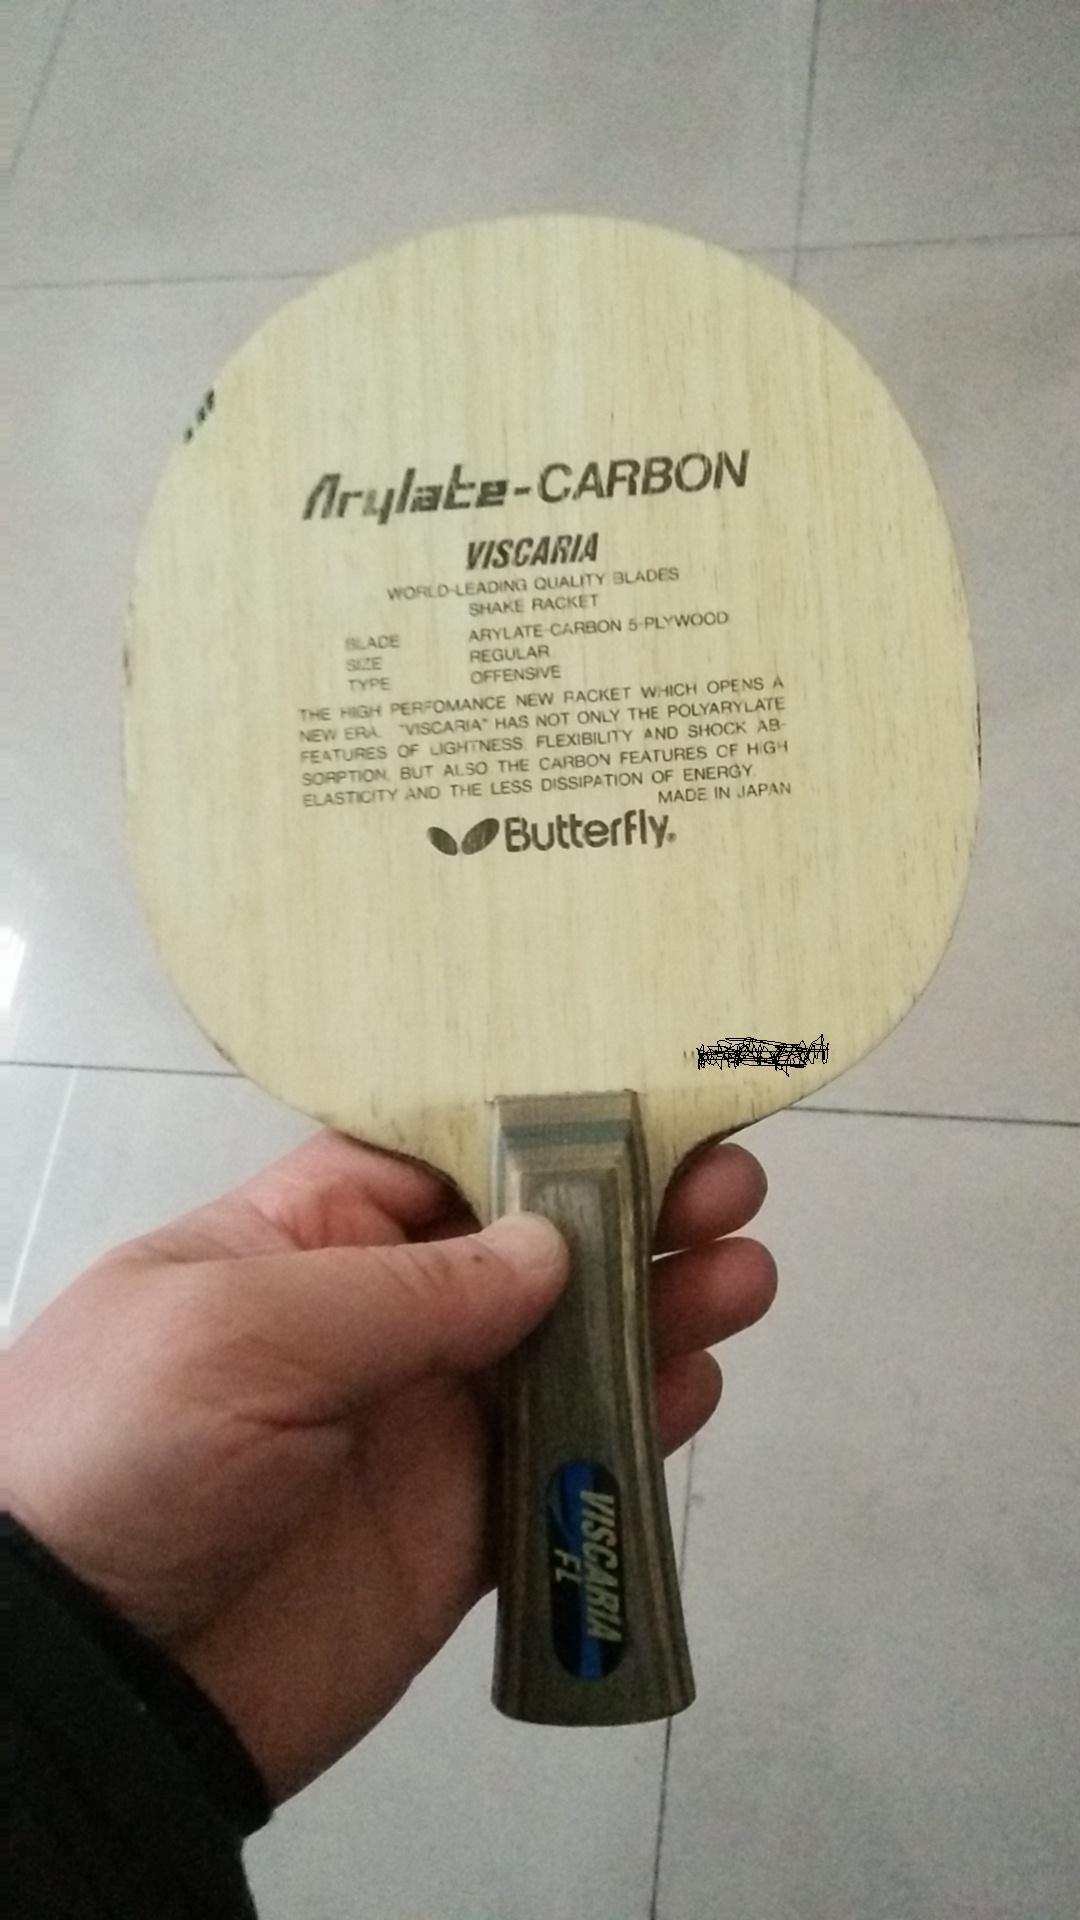 Arylate-CARBON
VISCARIA
WORLD-LEADING QUALITY BLADES
SHAKE RACKET
BLADE ARYLATE-CARBON 5-PLYWOOD
SIZE REGULAR
TYPE OFFENSIVE
THE HIGH PERFOMANCE NEW RACKET WHICH OPENS A
NEW ERA. "VISCARIA" HAS NOT ONLY THE POLYARYLATE
FEATURES OF LIGHTNESS, FLEXIBILITY AND SHOCK AB-
SORPTION, BUT ALSO THE CARBON FEATURES OF HIGH
ELASTICITY AND THE LESS DISSIPATION OF ENERGY.
MADE IN JAPAN
Butterfly®
VISCARIA
FL